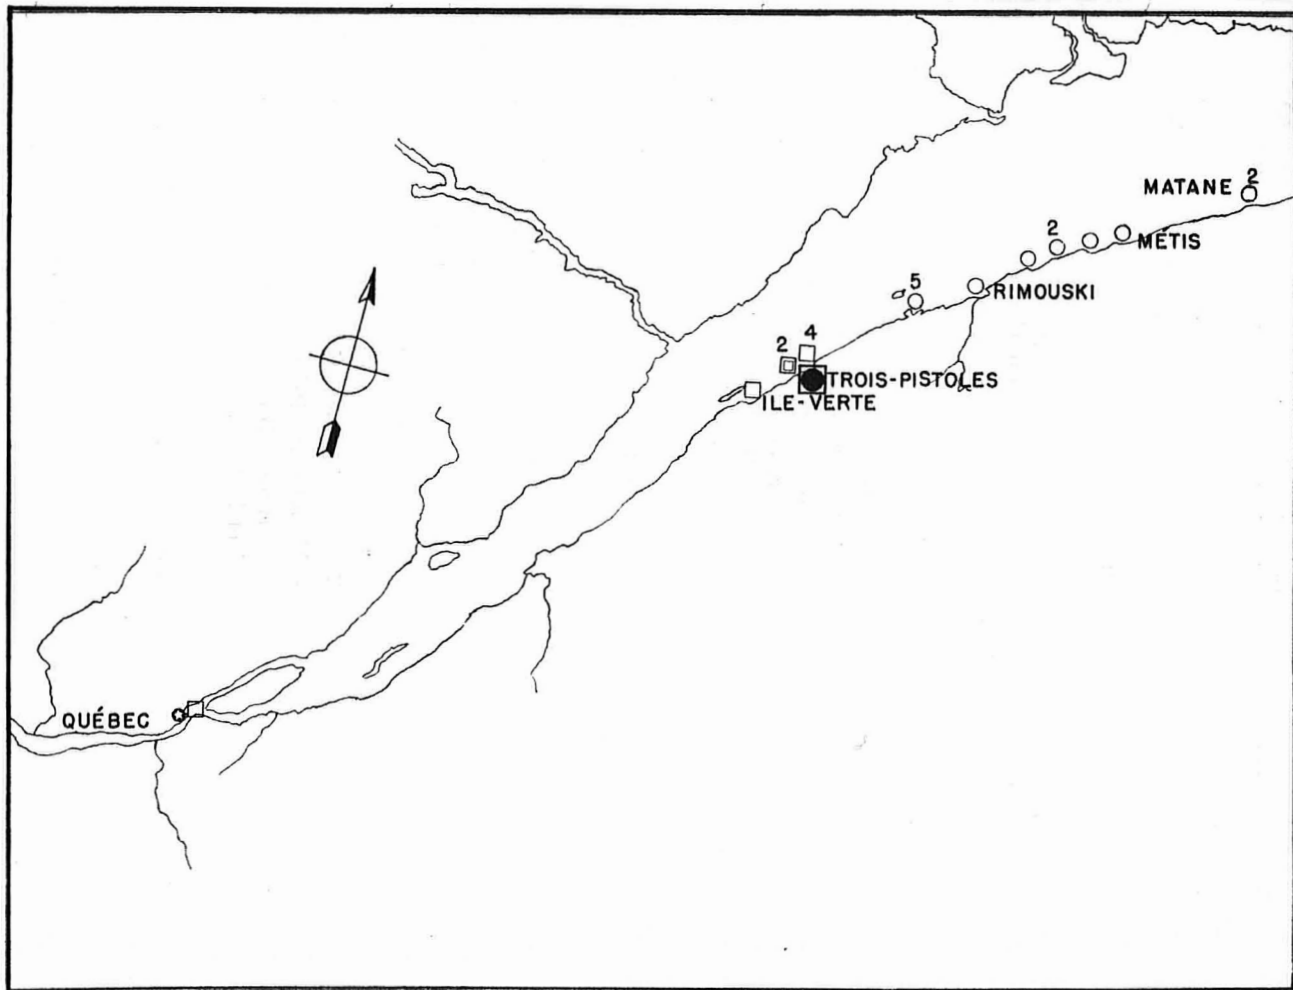 2
MATANE
2
MÉTIS
5
RIMOUSKI
4
2
TROIS-PISTOLES
ILE-VERTE
QUÉBEC